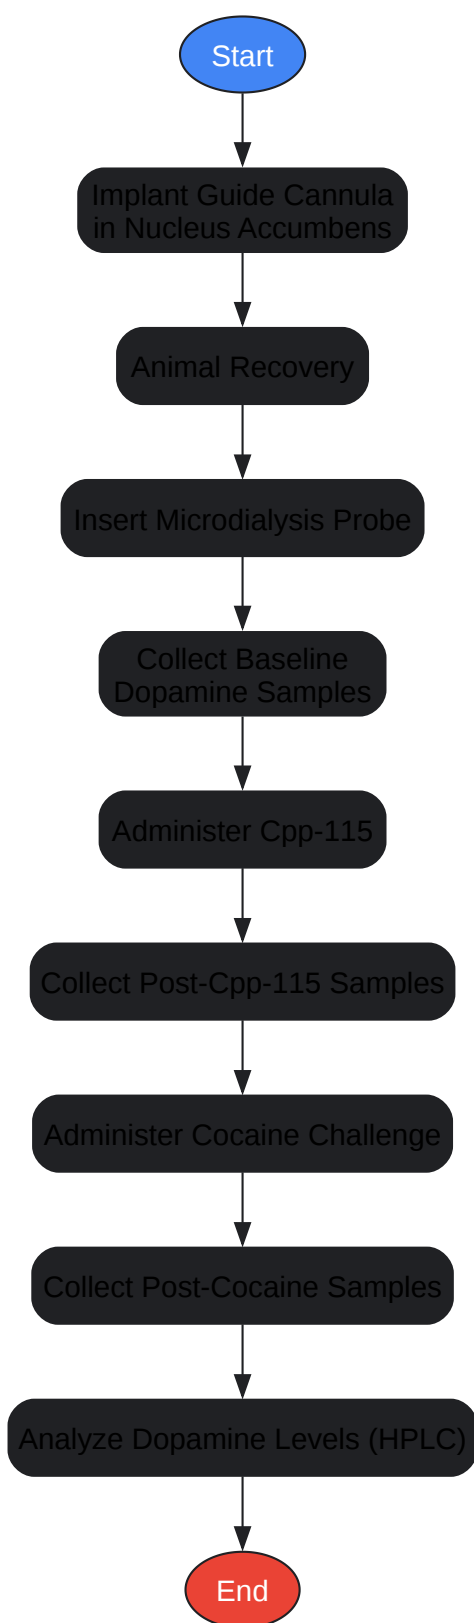 Start
Implant Guide Cannula
in Nucleus Accumbens
Animal Recovery
Insert Microdialysis Probe
Collect Baseline
Dopamine Samples
Administer Cpp-115
Collect Post-Cpp-115 Samples
Administer Cocaine Challenge
Collect Post-Cocaine Samples
Analyze Dopamine Levels (HPLC)
End